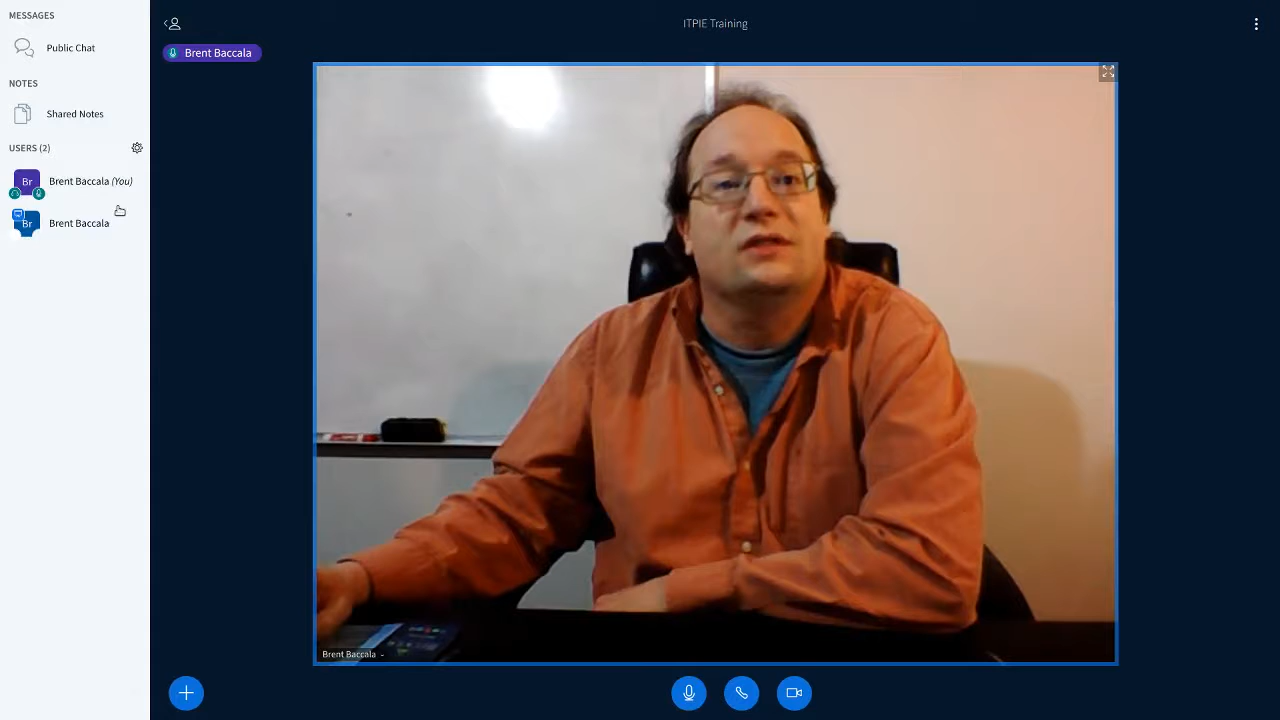 MESSAGES
Public Chat
NOTES
Shared Notes
USERS (2)
Br
Brent Baccala (You)
Br
Brent Baccala
ITPIE Training
Brent Baccala
Brent Baccala